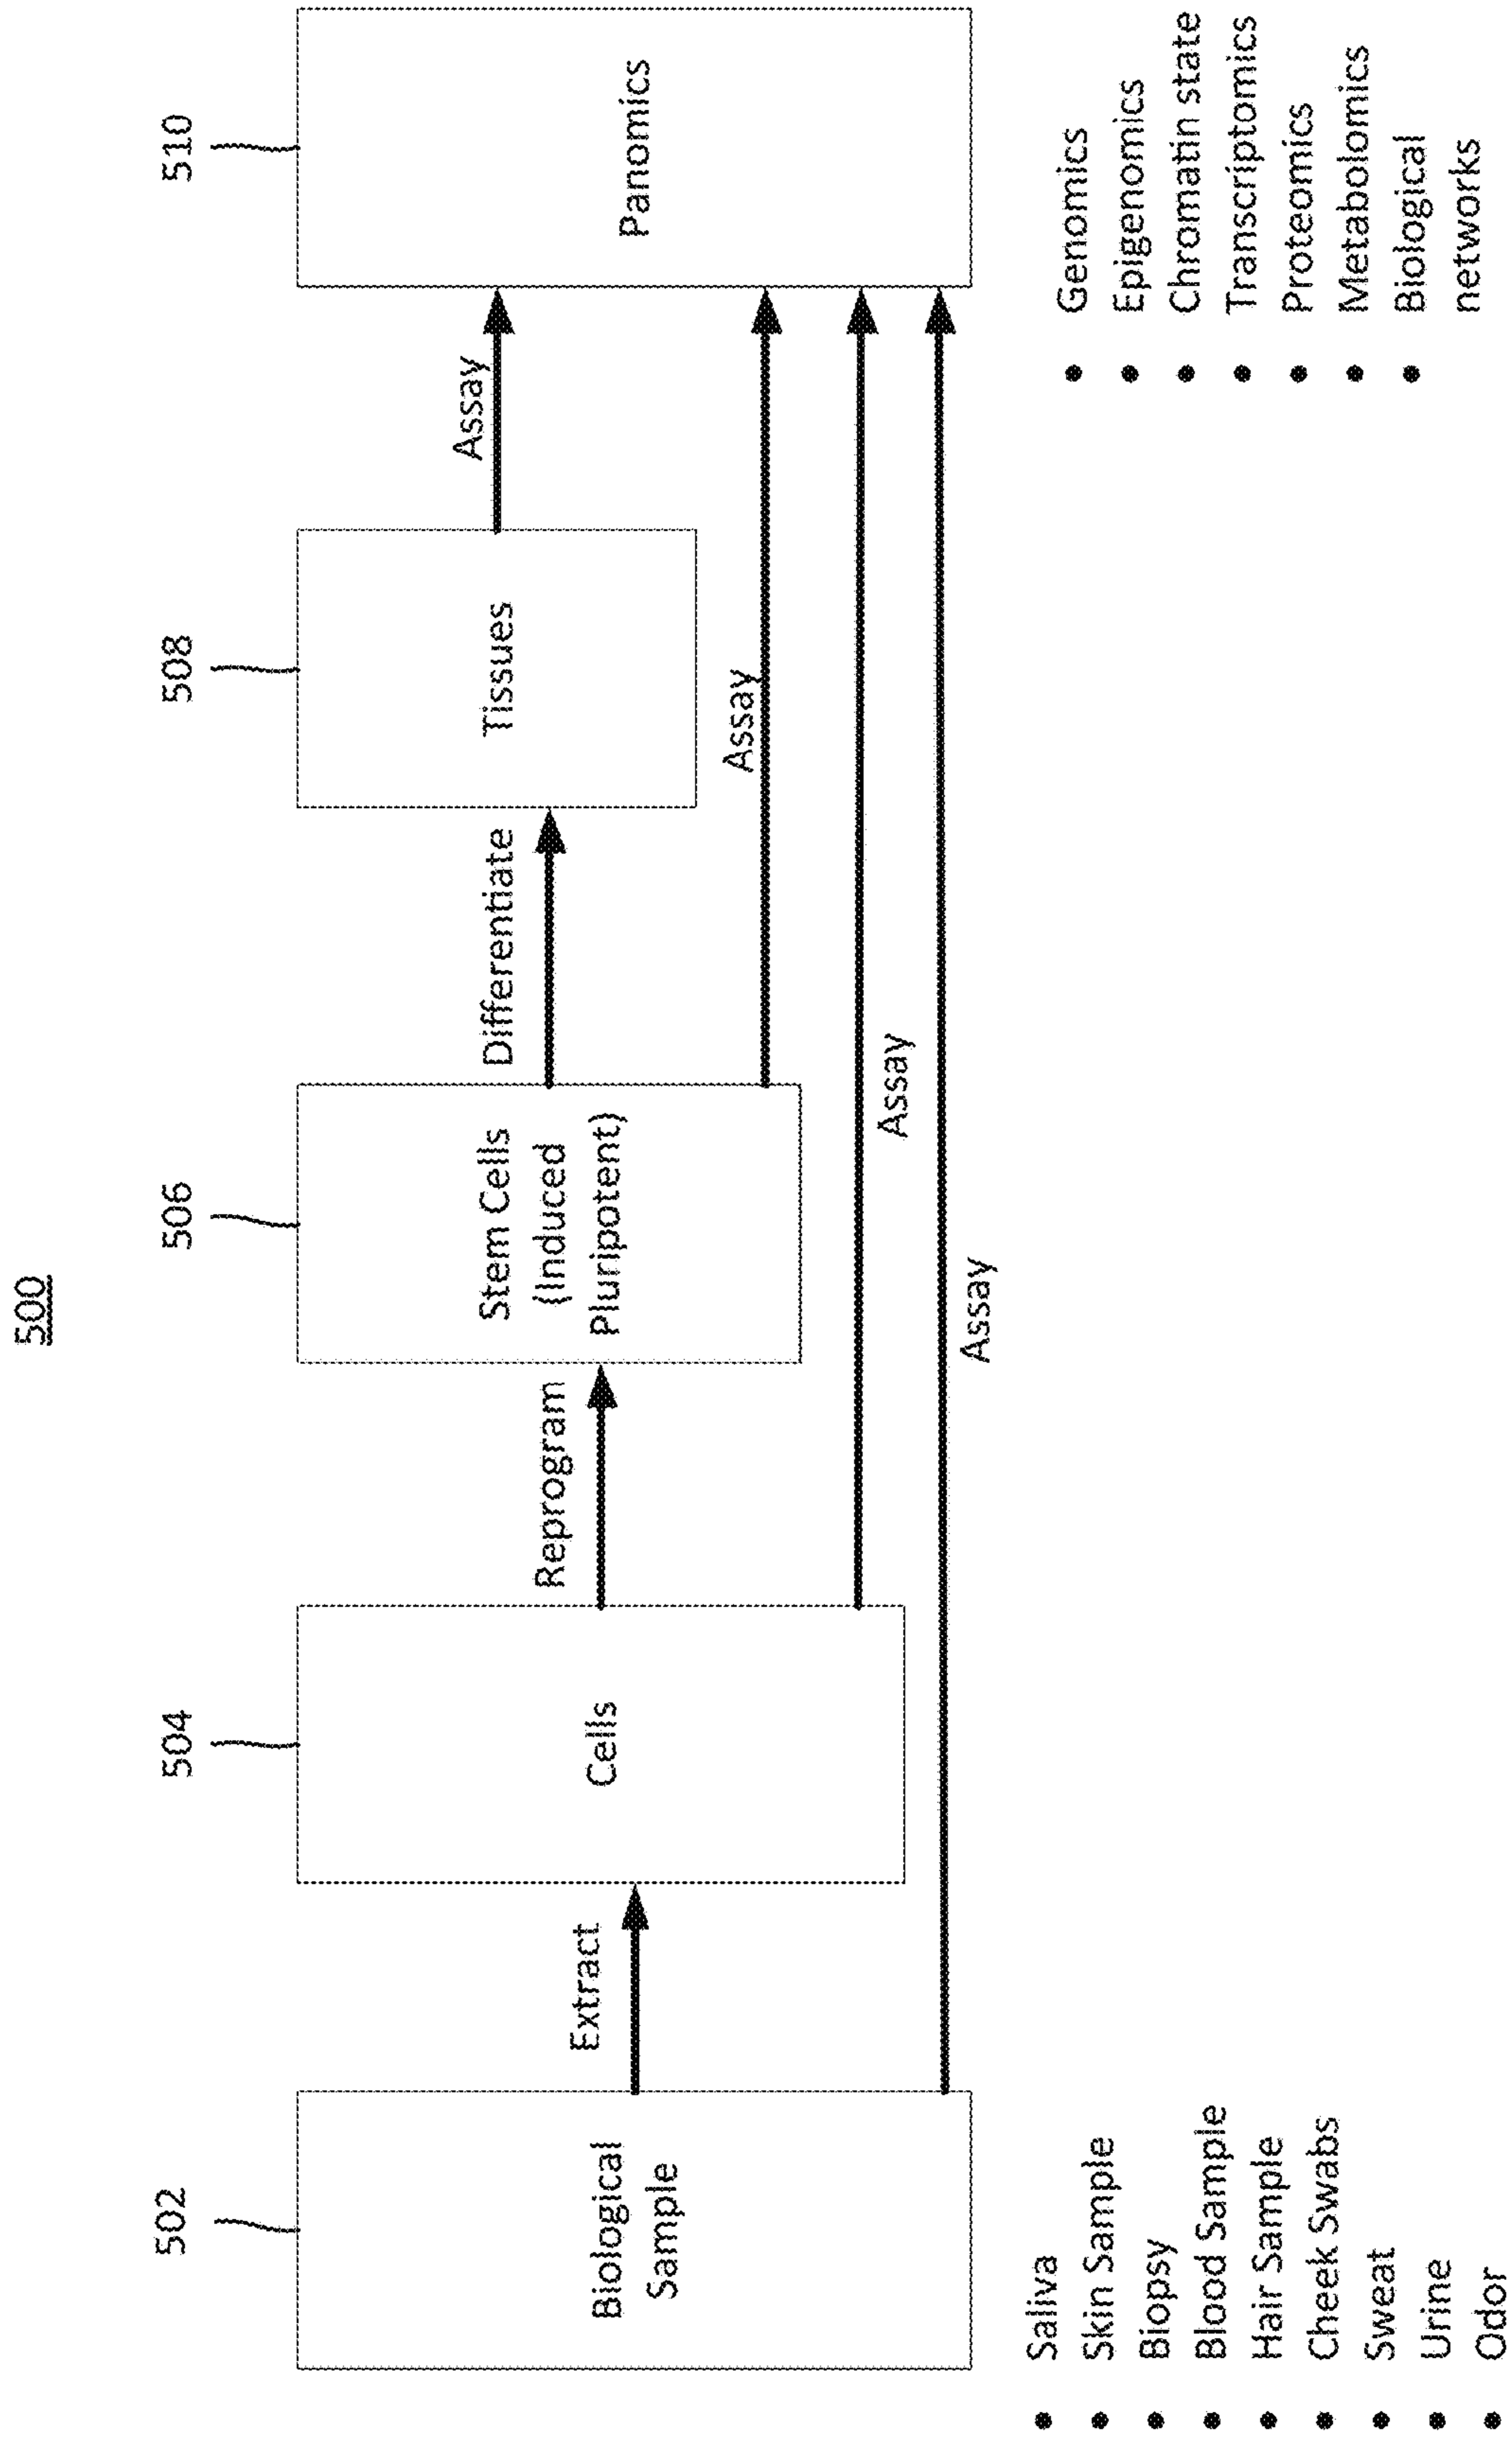 500
502
504
506
508
510
Biological
Sample
Extract
Cells
Reprogram
Stem Cells
(Induced
Pluripotent)
Differentiate
Tissues
Assay
Panomics
Assay
Assay
Assay
• Saliva
• Skin Sample
• Biopsy
• Blood Sample
• Hair Sample
• Cheek Swabs
• Sweat
• Urine
• Odor
• Genomics
• Epigenomics
• Chromatin state
• Transcriptomics
• Proteomics
• Metabolomics
• Biological
networks